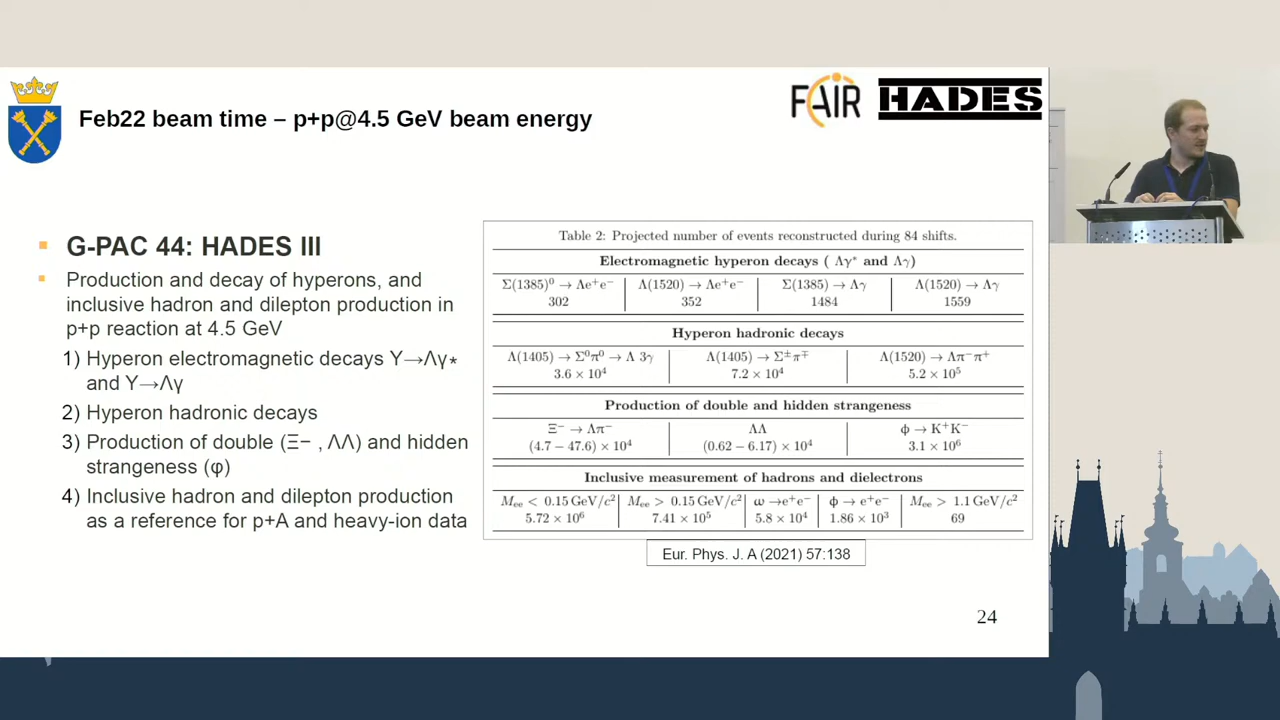 Feb22 beam time – p+p@4.5 GeV beam energy
FAIR HADES
G-PAC 44: HADES III
Production and decay of hyperons, and
inclusive hadron and dilepton production in
p+p reaction at 4.5 GeV
1) Hyperon electromagnetic decays Y→Λγ*
and Y→Λγ
2) Hyperon hadronic decays
3) Production of double (Ξ− , ΛΛ) and hidden
strangeness (φ)
4) Inclusive hadron and dilepton production
as a reference for p+A and heavy-ion data
Table 2: Projected number of events reconstructed during 84 shifts.
Electromagnetic hyperon decays ( Λγ* and Λγ)
Σ(1385)⁰ → Λe⁺e⁻ Λ(1520) → Λe⁺e⁻ Σ(1385) → Λγ Λ(1520) → Λγ
302 352 1484 1559
Hyperon hadronic decays
Λ(1405) → Σ⁰π⁰ → Λ 3γ Λ(1405) → Σ±π∓ Λ(1520) → Λπ⁻π⁺
3.6 × 10⁴ 7.2 × 10⁴ 5.2 × 10⁵
Production of double and hidden strangeness
Ξ⁻ → Λπ⁻ ΛΛ ϕ → K⁺K⁻
(4.7 − 47.6) × 10⁴ (0.62 − 6.17) × 10⁴ 3.1 × 10⁶
Inclusive measurement of hadrons and dielectrons
Mee < 0.15 GeV/c² Mee > 0.15 GeV/c² ω →e⁺e⁻ ϕ → e⁺e⁻ Mee > 1.1 GeV/c²
5.72 × 10⁶ 7.41 × 10⁵ 5.8 × 10⁴ 1.86 × 10³ 69
Eur. Phys. J. A (2021) 57:138
24